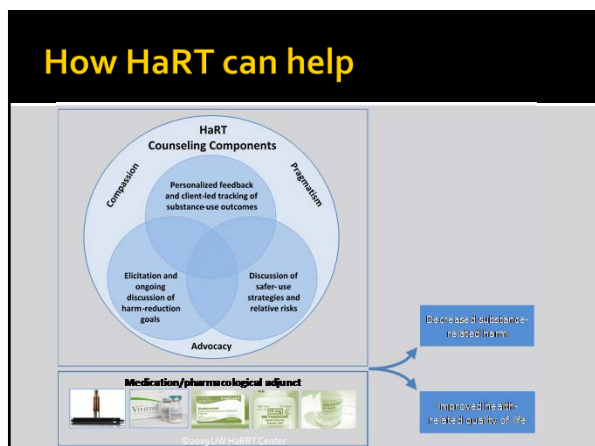 How HaRT can help
HaRT
Counseling Components
Compassion
Pragmatism
Personalized feedback
and client-led tracking of
substance-use outcomes
Elicitation and
ongoing
discussion of
harm-reduction
goals
Discussion of
safer- use
strategies and
relative risks
Advocacy
Decreased substance-
related harm
Improved health-
related quality of life
Medication/pharmacological adjunct
Vivitrol
©2019 UW HaRRT Center